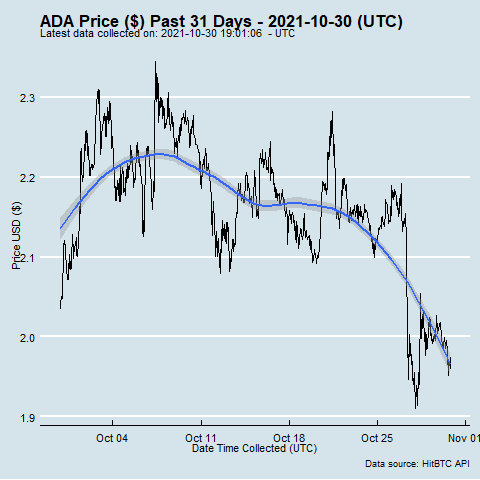 ADA Price ($) Past 31 Days - 2021-10-30 (UTC)
Latest data collected on: 2021-10-30 19:01:06 - UTC
2.3
2.2
2.1
2.0
1.9
Price USD ($)
Oct 04
Oct 11
Oct 18
Oct 25
Nov 01
Date Time Collected (UTC)
Data source: HitBTC API